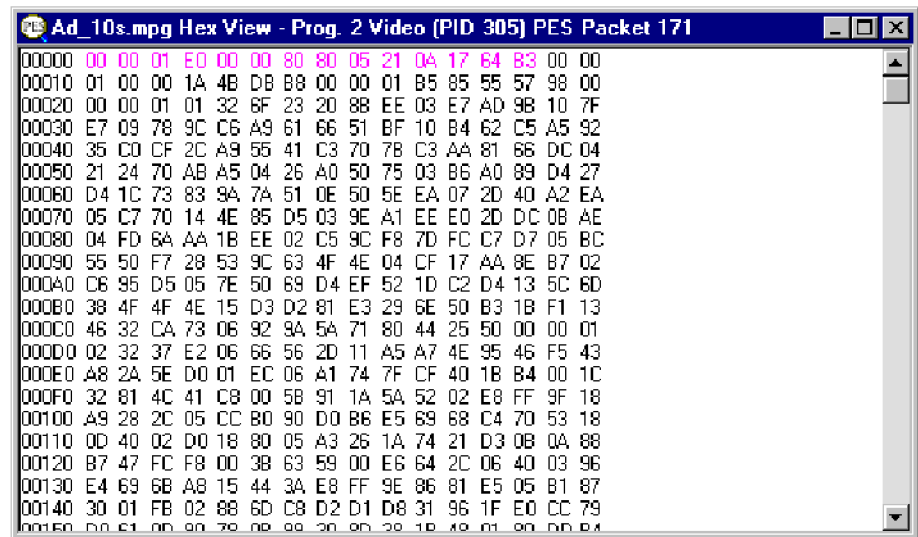 PES Ad_10s.mpg Hex View - Prog. 2 Video (PID 305) PES Packet 171
00000 00 00 01 E0 00 00 80 80 05 21 0A 17 64 B3 00 00
00010 01 00 00 1A 4B DB B8 00 00 01 B5 85 55 57 98 00
00020 00 00 01 01 32 6F 23 20 8B EE 03 E7 AD 9B 10 7F
00030 E7 09 78 9C C6 A9 61 66 51 BF 10 B4 62 C5 A5 92
00040 35 C0 CF 2C A9 55 41 C3 70 7B C3 AA 81 66 DC 04
00050 21 24 70 AB A5 04 26 A0 50 75 03 B6 A0 89 D4 27
00060 D4 1C 73 83 9A 7A 51 0E 50 5E EA 07 2D 40 A2 EA
00070 05 C7 70 14 4E 85 D5 03 9E A1 EE E0 2D DC 0B AE
00080 04 FD 6A AA 1B EE 02 C5 9C F8 7D FC C7 D7 05 BC
00090 55 50 F7 28 53 9C 63 4F 4E 04 CF 17 AA 8E B7 02
000A0 C6 95 D5 05 7E 50 69 D4 EF 52 1D C2 D4 13 5C 6D
000B0 38 4F 4F 4E 15 D3 D2 81 E3 29 6E 50 B3 1B F1 13
000C0 46 32 CA 73 06 92 9A 5A 71 80 44 25 50 00 00 01
000D0 02 32 37 E2 06 66 56 2D 11 A5 A7 4E 95 46 F5 43
000E0 A8 2A 5E D0 01 EC 06 A1 74 7F CF 40 1B B4 00 1C
000F0 32 81 4C 41 C8 00 5B 91 1A 5A 52 02 E8 FF 9F 18
00100 A9 28 2C 05 CC B0 90 D0 B6 E5 69 68 C4 70 53 18
00110 0D 40 02 D0 18 80 05 A3 26 1A 74 21 D3 0B 0A 88
00120 B7 47 FC F8 00 3B 63 59 00 E6 64 2C 06 40 03 96
00130 E4 69 6B A8 15 44 3A E8 FF 9E 86 81 E5 05 B1 87
00140 30 01 FB 02 88 6D C8 D2 D1 D8 31 96 1F E0 CC 79